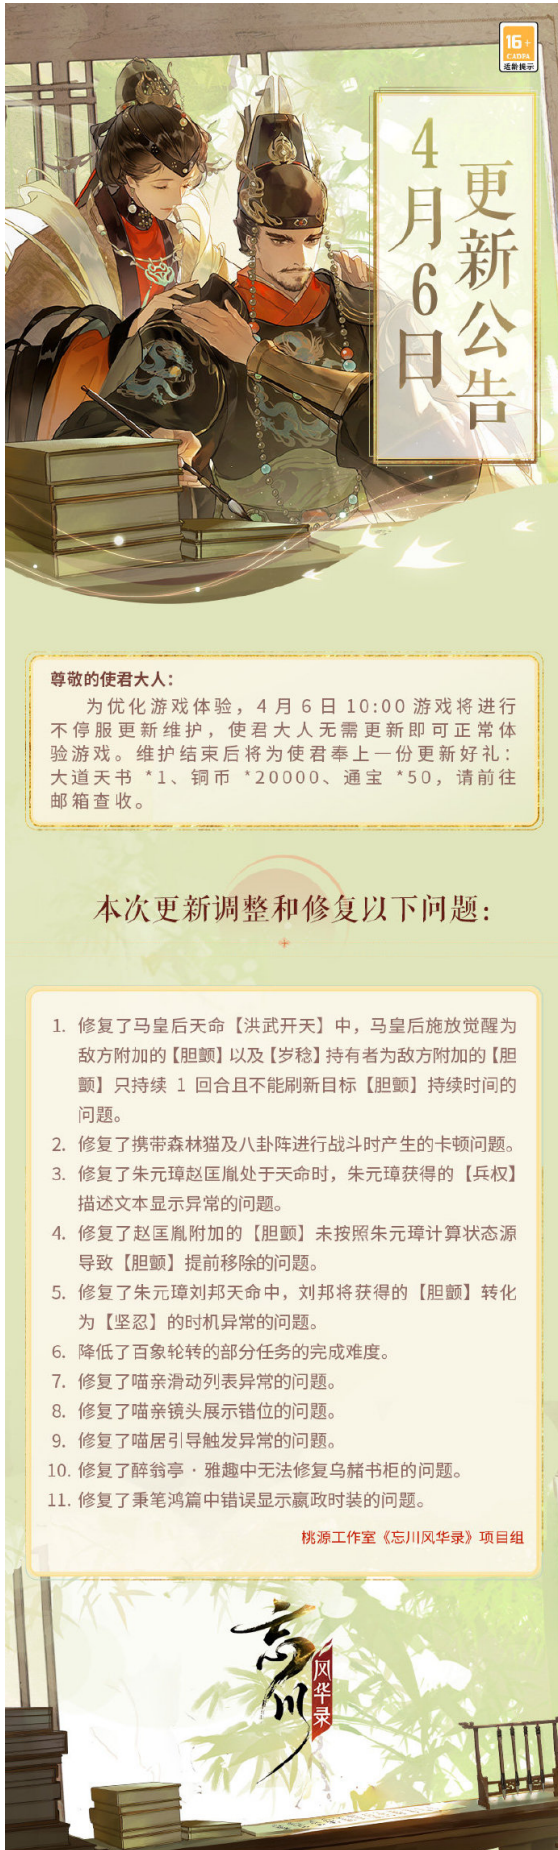 16+
CADPA
适龄提示
更新公告
4月6日
尊敬的使君大人：
为优化游戏体验，4月6日10:00游戏将进行
不停服更新维护，使君大人无需更新即可正常体
验游戏。维护结束后将为使君奉上一份更新好礼：
大道天书 *1、铜币 *20000、通宝 *50，请前往
邮箱查收。
本次更新调整和修复以下问题：
1. 修复了马皇后天命【洪武开天】中，马皇后施放觉醒为
敌方附加的【胆颤】以及【岁稔】持有者为敌方附加的【胆
颤】只持续 1 回合且不能刷新目标【胆颤】持续时间的
问题。
2. 修复了携带森林猫及八卦阵进行战斗时产生的卡顿问题。
3. 修复了朱元璋赵匡胤处于天命时，朱元璋获得的【兵权】
描述文本显示异常的问题。
4. 修复了赵匡胤附加的【胆颤】未按照朱元璋计算状态源
导致【胆颤】提前移除的问题。
5. 修复了朱元璋刘邦天命中，刘邦将获得的【胆颤】转化
为【坚忍】的时机异常的问题。
6. 降低了百象轮转的部分任务的完成难度。
7. 修复了喵亲滑动列表异常的问题。
8. 修复了喵亲镜头展示错位的问题。
9. 修复了喵居引导触发异常的问题。
10. 修复了醉翁亭·雅趣中无法修复乌赭书柜的问题。
11. 修复了秉笔鸿篇中错误显示嬴政时装的问题。
桃源工作室《忘川风华录》项目组
忘川
风华录